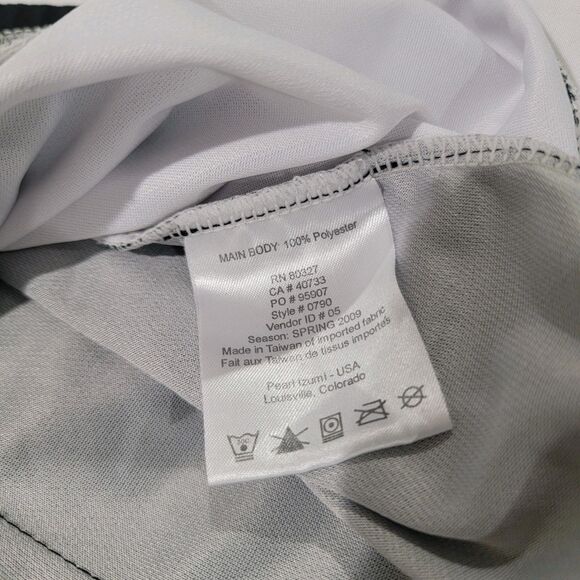 MAIN BODY: 100% Polyester
RN 80327
CA # 40733
PO # 95907
Style # 0790
Vendor ID # 05
Season: SPRING 2009
Made in Taiwan of imported fabric
Fait aux Taiwan de tissus importés
Pearl Izumi - USA
Louisville, Colorado